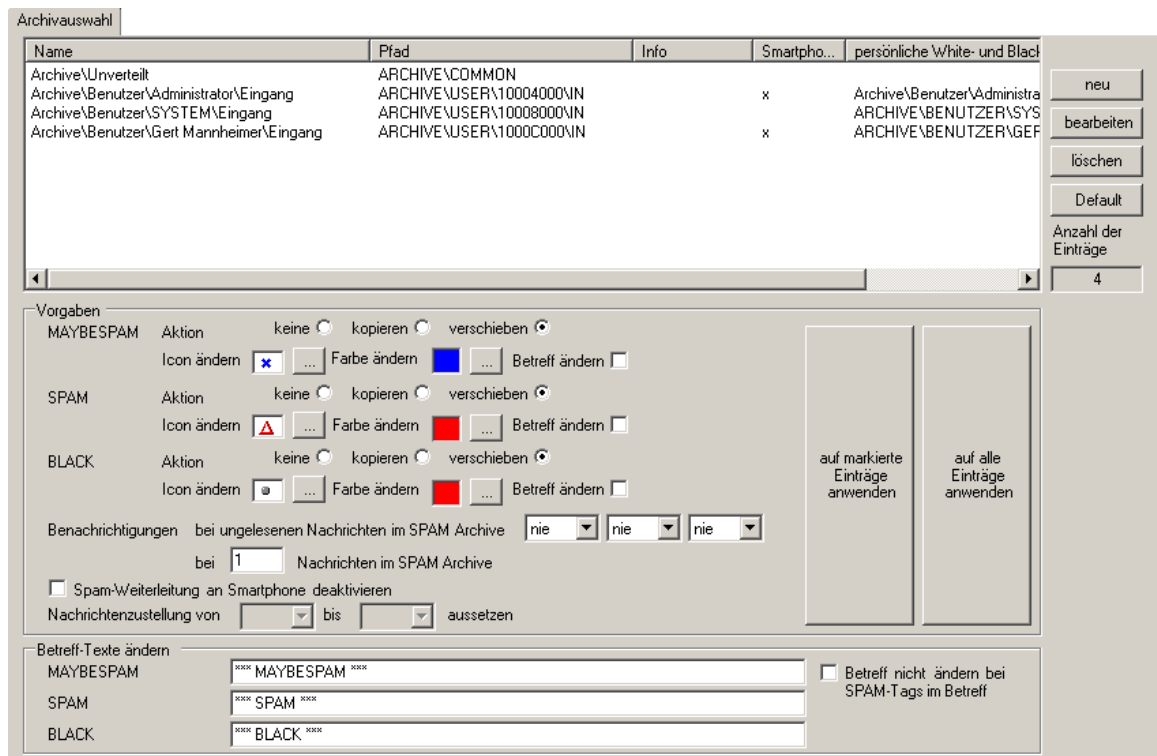 Archivauswahl
Name Pfad Info Smartpho... persönliche White- und Black
Archive\Unverteilt ARCHIVE\COMMON
Archive\Benutzer\Administrator\Eingang ARCHIVE\USER\10004000\IN x Archive\Benutzer\Administra
Archive\Benutzer\SYSTEM\Eingang ARCHIVE\USER\10008000\IN ARCHIVE\BENUTZER\SYS
Archive\Benutzer\Gert Mannheimer\Eingang ARCHIVE\USER\1000C000\IN x ARCHIVE\BENUTZER\GER
neu
bearbeiten
löschen
Default
Anzahl der
Einträge
4
Vorgaben
MAYBESPAM Aktion keine kopieren verschieben
Icon ändern ... Farbe ändern ... Betreff ändern
SPAM Aktion keine kopieren verschieben
Icon ändern ... Farbe ändern ... Betreff ändern
BLACK Aktion keine kopieren verschieben
Icon ändern ... Farbe ändern ... Betreff ändern
Benachrichtigungen bei ungelesenen Nachrichten im SPAM Archive nie nie nie
bei 1 Nachrichten im SPAM Archive
Spam-Weiterleitung an Smartphone deaktivieren
Nachrichtenzustellung von bis aussetzen
auf markierte
Einträge
anwenden
auf alle
Einträge
anwenden
Betreff-Texte ändern
MAYBESPAM *** MAYBESPAM ***
SPAM *** SPAM ***
BLACK *** BLACK ***
Betreff nicht ändern bei
SPAM-Tags im Betreff